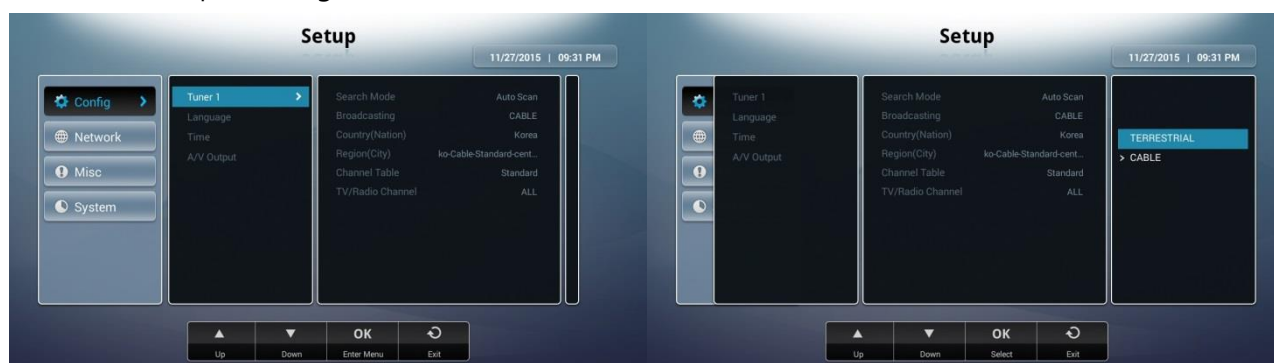 Setup
11/27/2015 | 09:31 PM
Config
Network
Misc
System
Tuner 1
Language
Time
A/V Output
Search Mode Auto Scan
Broadcasting CABLE
Country(Nation) Korea
Region(City) ko-Cable-Standard-cent...
Channel Table Standard
TV/Radio Channel ALL
OK
Up Down Enter Menu Exit
Setup
11/27/2015 | 09:31 PM
Tuner 1
Language
Time
A/V Output
Search Mode Auto Scan
Broadcasting CABLE
Country(Nation) Korea
Region(City) ko-Cable-Standard-cent...
Channel Table Standard
TV/Radio Channel ALL
TERRESTRIAL
> CABLE
OK
Up Down Select Exit